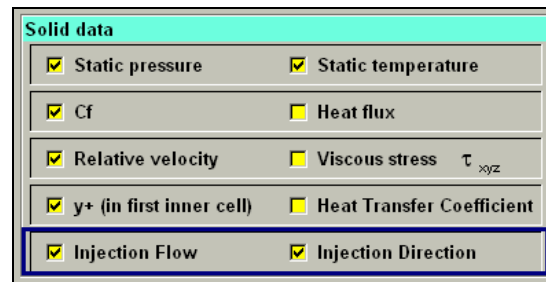 Solid data
Static pressure Static temperature
Cf Heat flux
Relative velocity Viscous stress τ xyz
y+ (in first inner cell) Heat Transfer Coefficient
Injection Flow Injection Direction